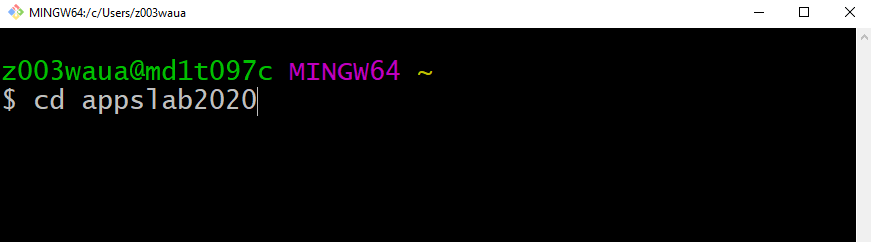 MINGW64:/c/Users/z003waua
z003waua@md1t097c MINGW64 ~
$ cd appslab2020